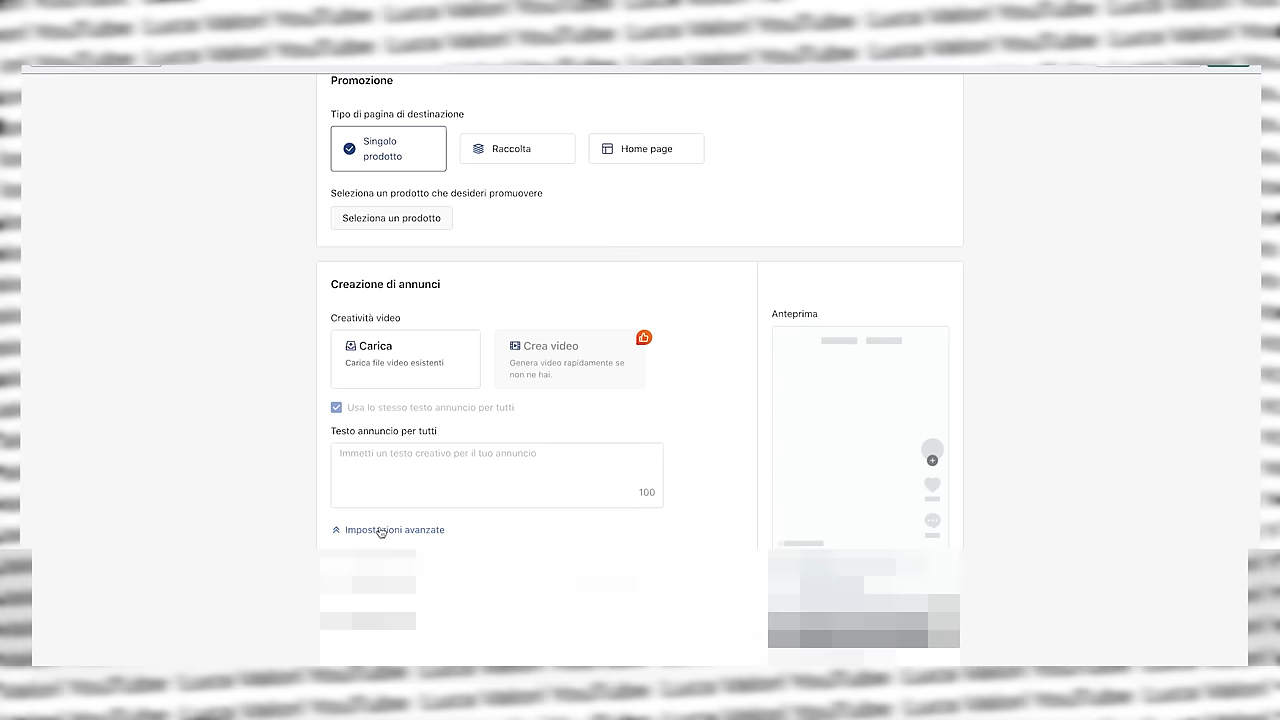 Promozione
Tipo di pagina di destinazione
Singolo
prodotto
Raccolta
Home page
Seleziona un prodotto che desideri promuovere
Seleziona un prodotto
Creazione di annunci
Creatività video
Carica
Carica file video esistenti
Crea video
Genera video rapidamente se
non ne hai.
Usa lo stesso testo annuncio per tutti
Testo annuncio per tutti
Immetti un testo creativo per il tuo annuncio
100
Impostazioni avanzate
Anteprima